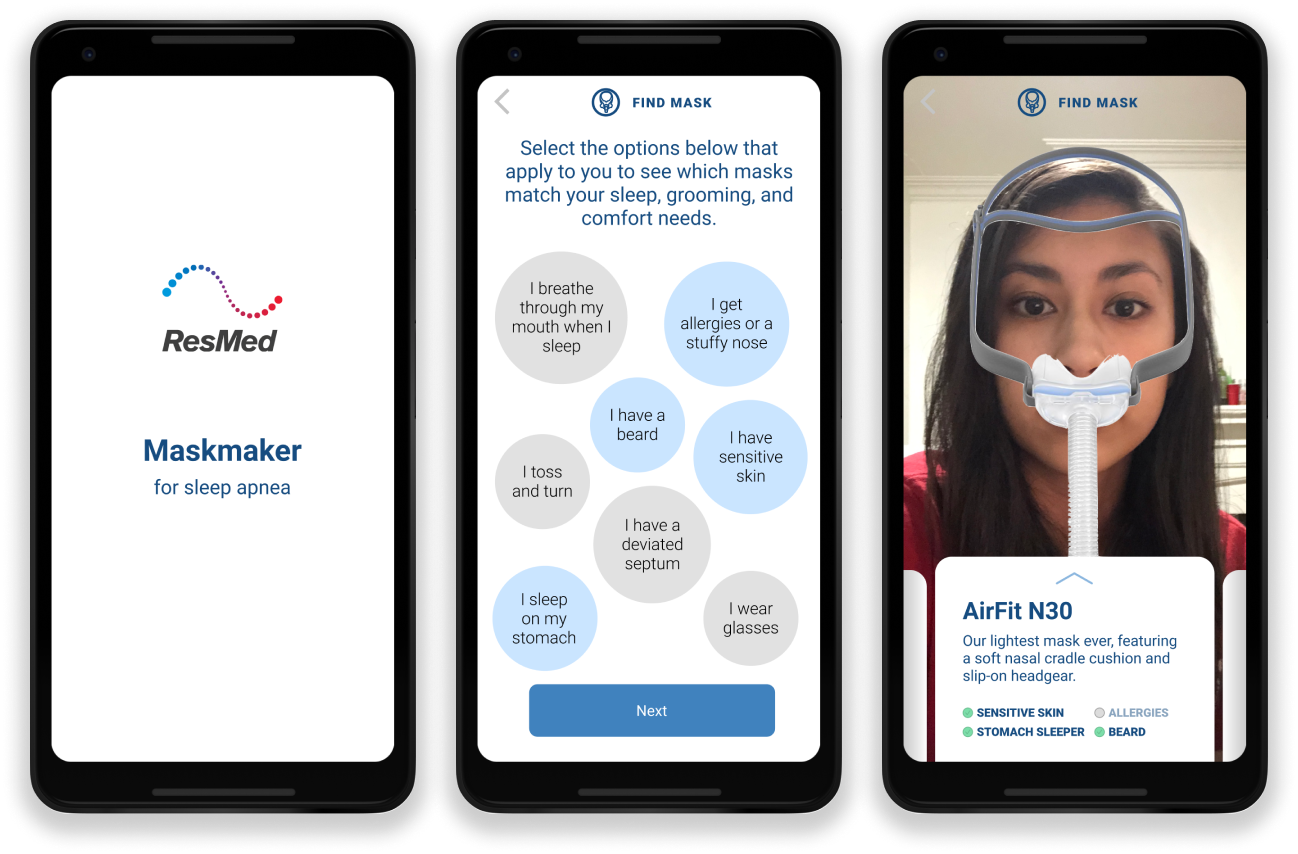 ResMed
Maskmaker
for sleep apnea
FIND MASK
Select the options below that
apply to you to see which masks
match your sleep, grooming, and
comfort needs.
I breathe
through my
mouth when I
sleep
I get
allergies or a
stuffy nose
I have a
beard
I have
sensitive
skin
I toss
and turn
I have a
deviated
septum
I sleep
on my
stomach
I wear
glasses
Next
FIND MASK
AirFit N30
Our lightest mask ever, featuring
a soft nasal cradle cushion and
slip-on headgear.
SENSITIVE SKIN
ALLERGIES
STOMACH SLEEPER
BEARD